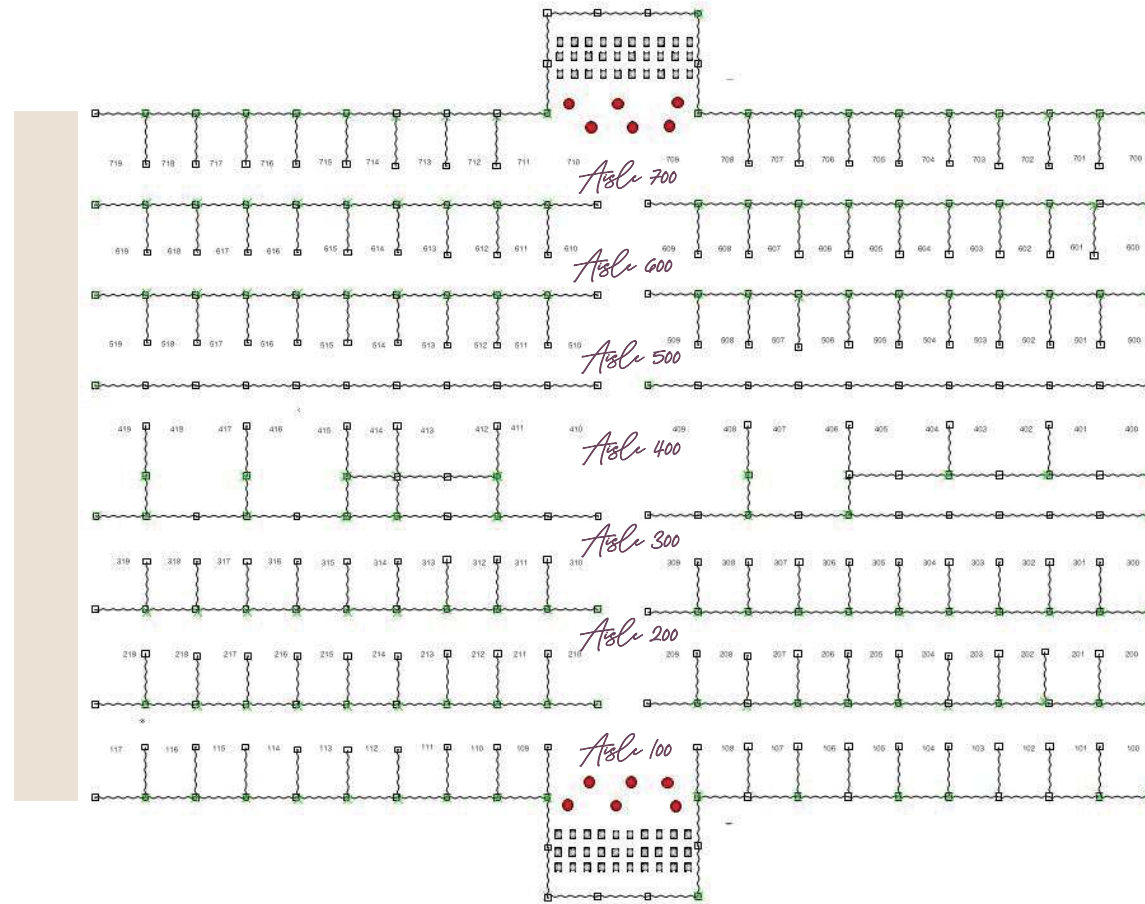 719 718 717 716 715 714 713 712 711 710 709 708 707 706 705 704 703 702 701 700
Aisle 700
619 618 617 616 615 614 613 612 611 610 609 608 607 606 605 604 603 602 601 600
Aisle 600
519 518 517 516 515 514 513 512 511 510 509 508 507 506 505 504 503 502 501 500
Aisle 500
419 418 417 416 415 414 413 412 411 410 409 408 407 406 405 404 403 402 401 400
Aisle 400
Aisle 300
319 318 317 316 315 314 313 312 311 310 309 308 307 306 305 304 303 302 301 300
Aisle 200
219 218 217 216 215 214 213 212 211 210 209 208 207 206 205 204 203 202 201 200
117 116 115 114 113 112 111 110 109 Aisle 100 108 107 106 105 104 103 102 101 100